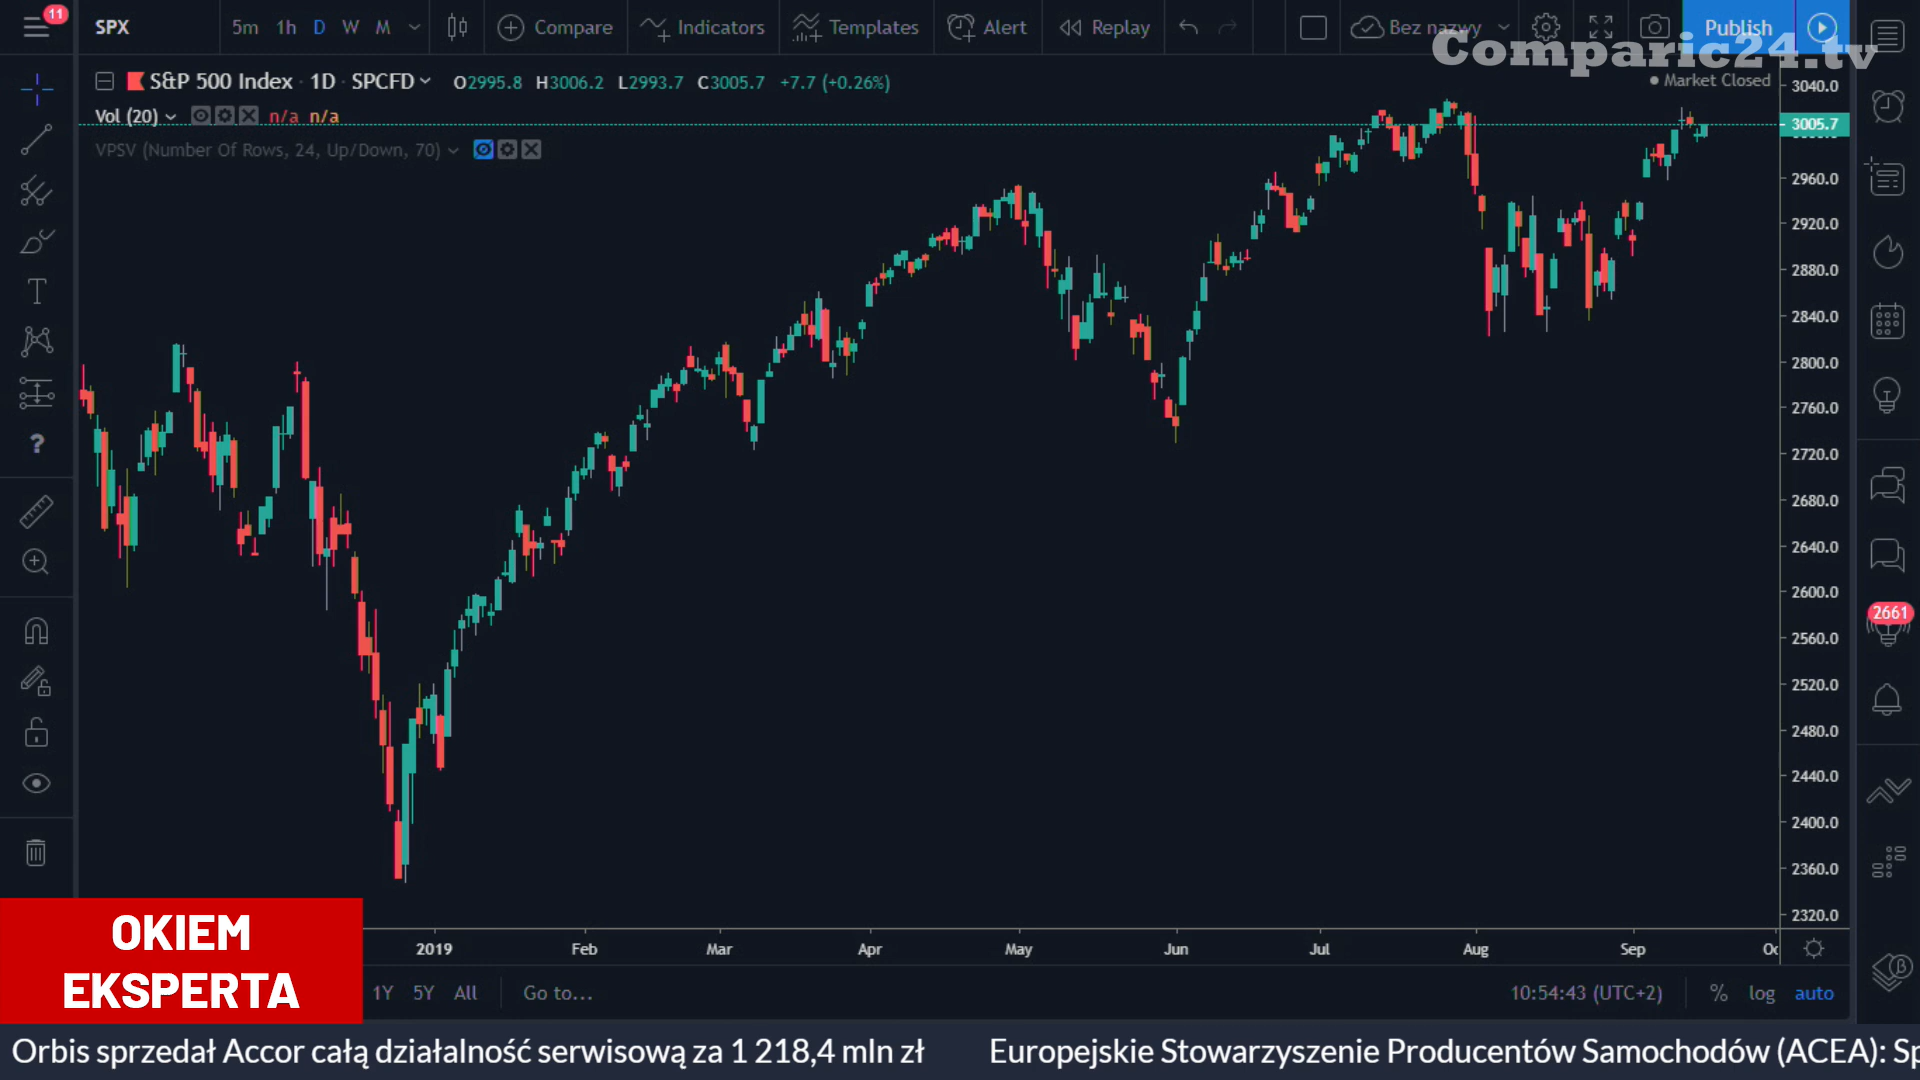 11
SPX
5m 1h D W M
Compare
Indicators
Templates
Alert
Replay
Bez nazwy
Publish
Comparic24.tv
S&P 500 Index · 1D · SPCFD
O2995.8 H3006.2 L2993.7 C3005.7 +7.7 (+0.26%)
Market Closed
Vol (20) n/a n/a
VPSV (Number Of Rows, 24, Up/Down, 70)
3040.0
3005.7
2960.0
2920.0
2880.0
2840.0
2800.0
2760.0
2720.0
2680.0
2640.0
2600.0
2560.0
2520.0
2480.0
2440.0
2400.0
2360.0
2320.0
2661
2019 Feb Mar Apr May Jun Jul Aug Sep
1Y 5Y All Go to...
10:54:43 (UTC+2) % log auto
OKIEM
EKSPERTA
Orbis sprzedał Accor całą działalność serwisową za 1 218,4 mln zł Europejskie Stowarzyszenie Producentów Samochodów (ACEA): Sp